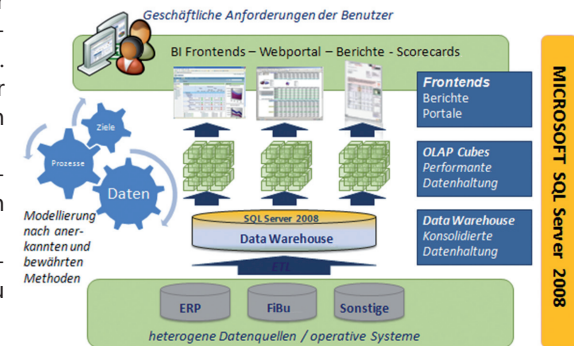 Geschäftliche Anforderungen der Benutzer
BI Frontends – Webportal – Berichte - Scorecards
Frontends
Berichte
Portale
Ziele
Prozesse
Daten
OLAP Cubes
Performante
Datenhaltung
Modellierung
nach aner-
kannten und
bewährten
Methoden
SQL Server 2008
Data Warehouse
Data Warehouse
Konsolidierte
Datenhaltung
ETL
ERP
FiBu
Sonstige
heterogene Datenquellen / operative Systeme
MICROSOFT SQL Server 2008